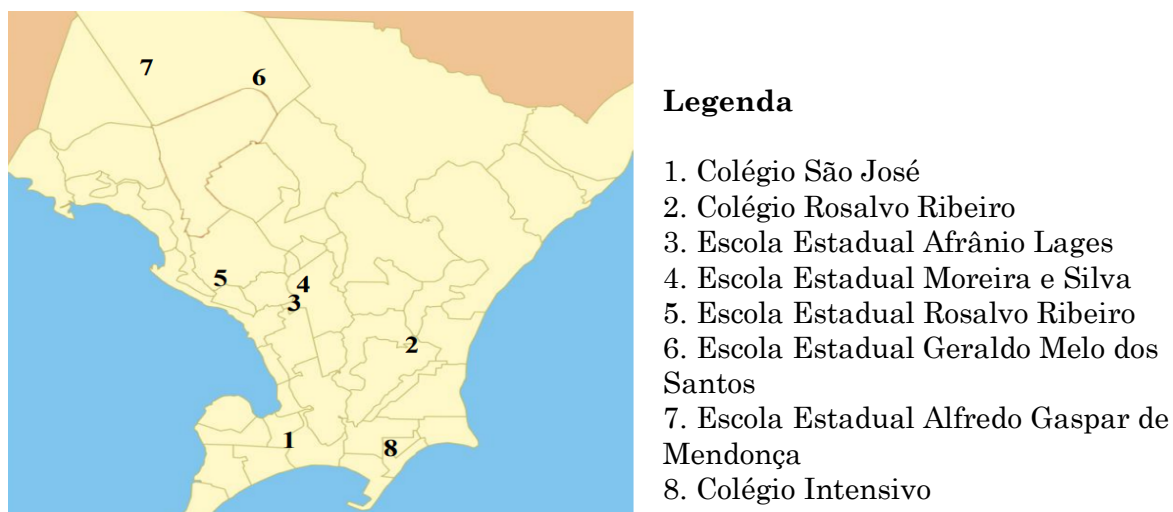 7
6
5
4
3
2
1
8
Legenda
1. Colégio São José
2. Colégio Rosalvo Ribeiro
3. Escola Estadual Afrânio Lages
4. Escola Estadual Moreira e Silva
5. Escola Estadual Rosalvo Ribeiro
6. Escola Estadual Geraldo Melo dos
Santos
7. Escola Estadual Alfredo Gaspar de
Mendonça
8. Colégio Intensivo